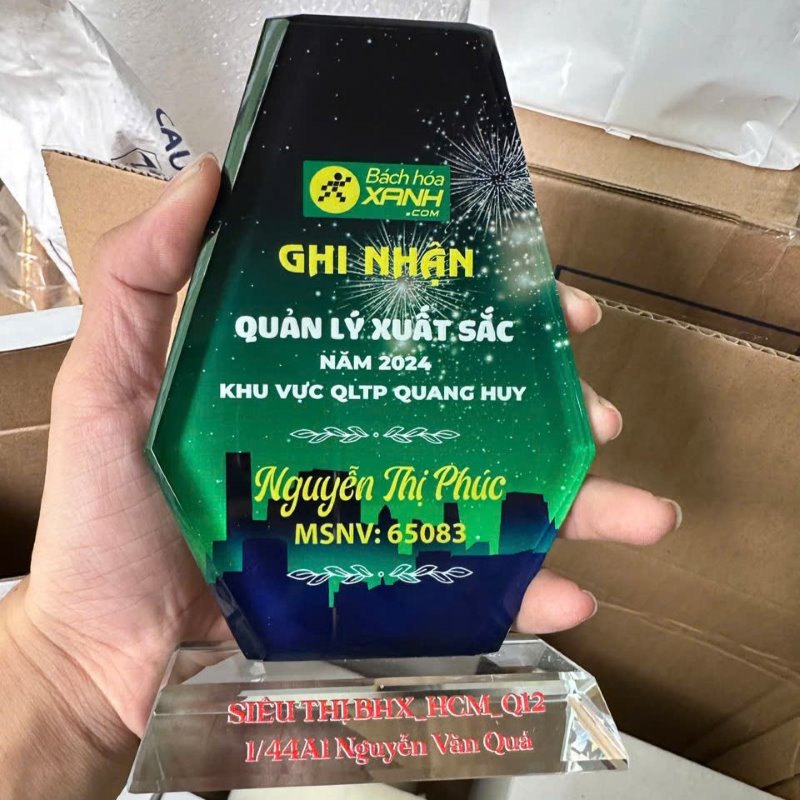 CAU
Bách hóa
XANH
.COM
GHI NHẬN
QUẢN LÝ XUẤT SẮC
NĂM 2024
KHU VỰC QLTP QUANG HUY
Nguyễn Thị Phúc
MSNV: 65083
SIÊU THỊ BHX_HCM_Q12
1/44A1 Nguyễn Văn Quá